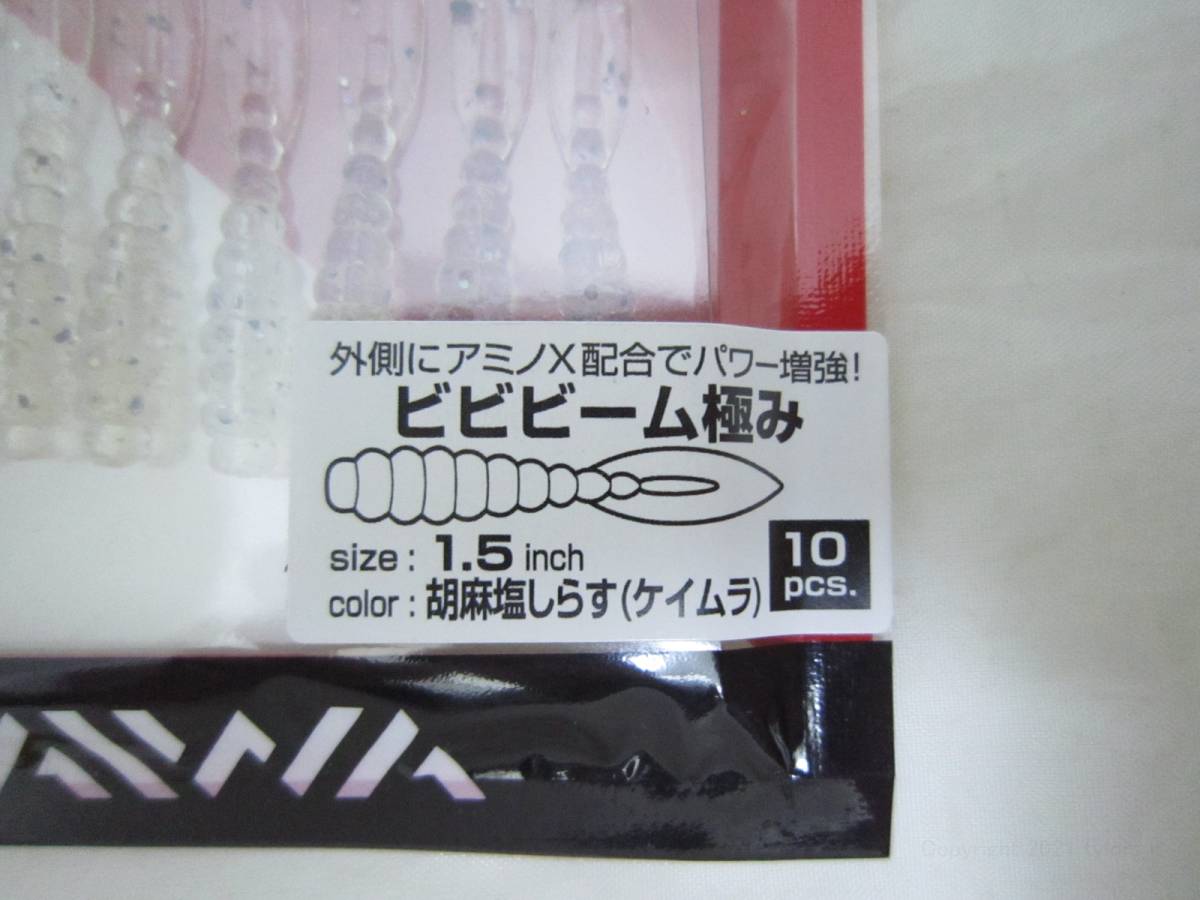 外側にアミノX配合でパワー増強!
ビビビーム極み
size : 1.5 inch
color : 胡麻塩しらす(ケイムラ)
10
pcs.
DAIWA